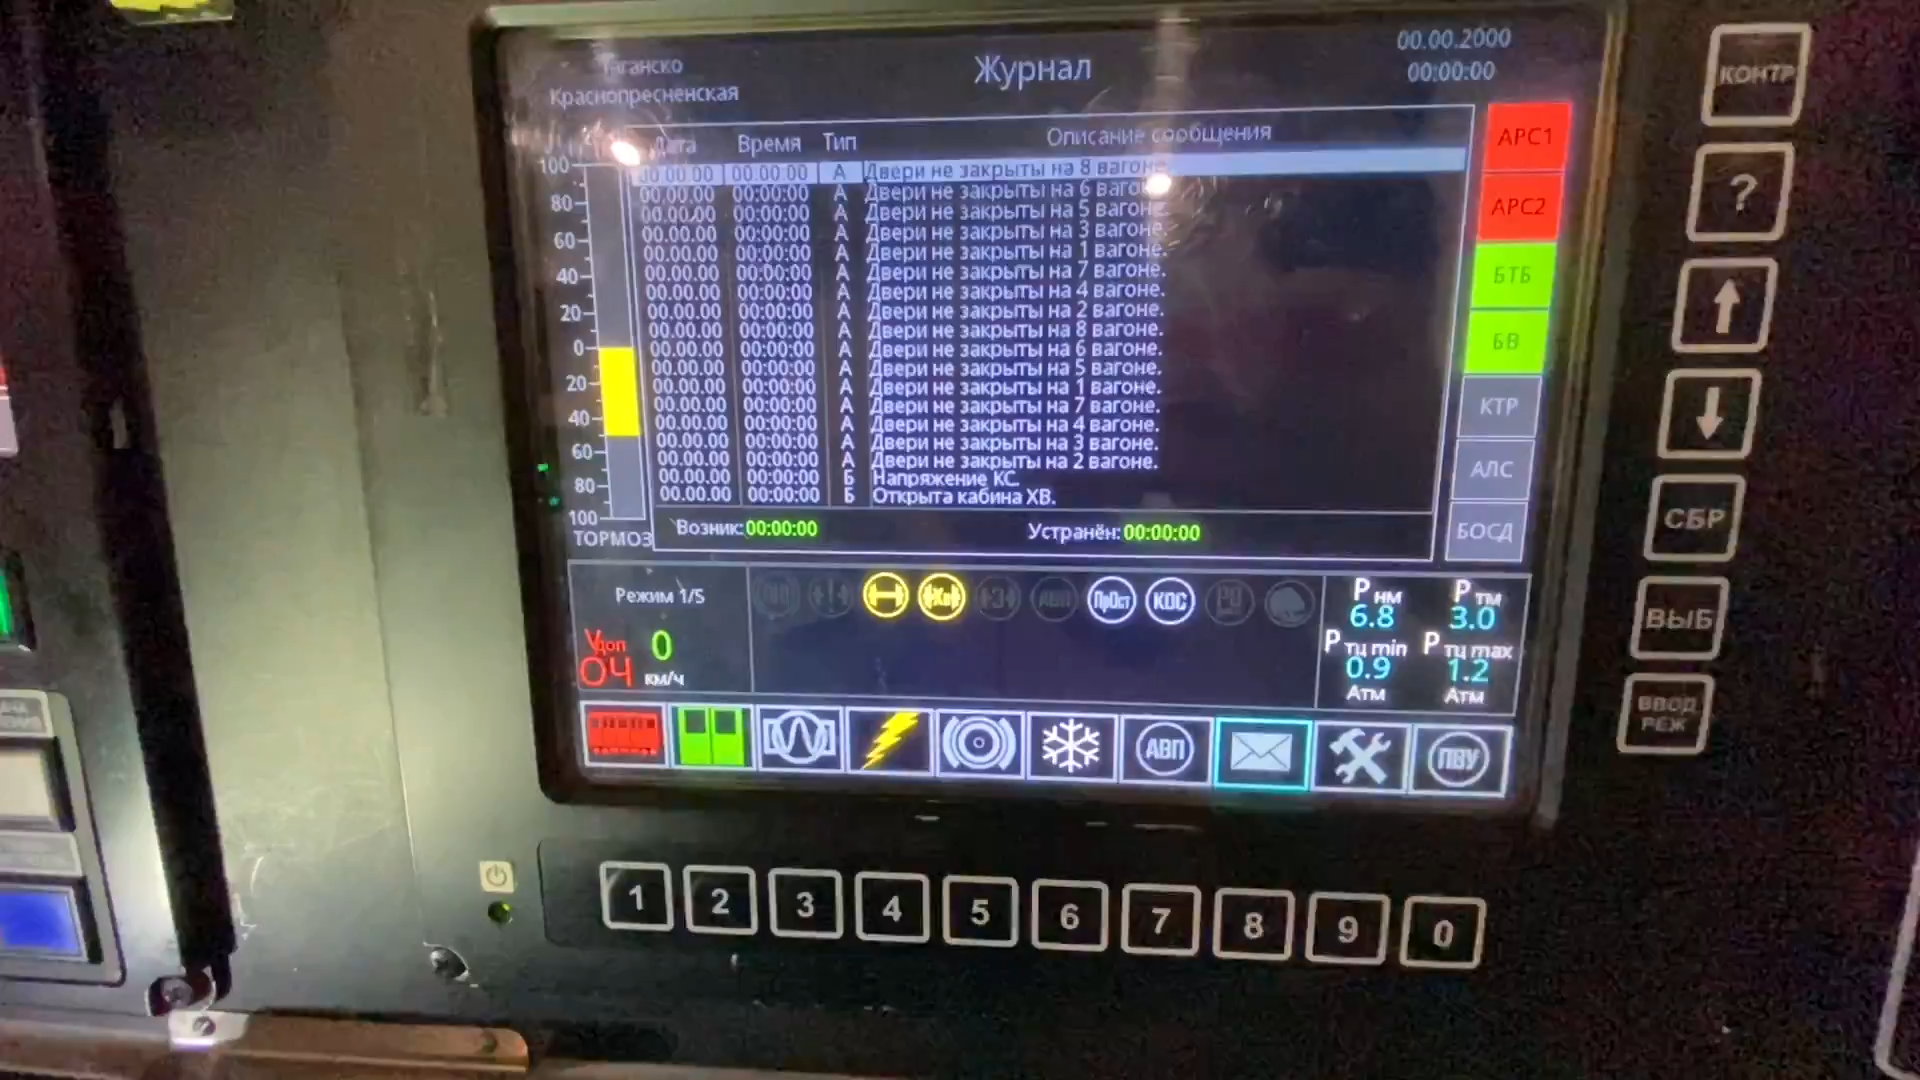 Таганско
Краснопресненская
Журнал
00.00.2000
00:00:00
Дата Время Тип Описание сообщения
00.00.00 00:00:00 А Двери не закрыты на 8 вагоне.
00.00.00 00:00:00 А Двери не закрыты на 6 вагоне.
00.00.00 00:00:00 А Двери не закрыты на 5 вагоне.
00.00.00 00:00:00 А Двери не закрыты на 3 вагоне.
00.00.00 00:00:00 А Двери не закрыты на 1 вагоне.
00.00.00 00:00:00 А Двери не закрыты на 7 вагоне.
00.00.00 00:00:00 А Двери не закрыты на 4 вагоне.
00.00.00 00:00:00 А Двери не закрыты на 2 вагоне.
00.00.00 00:00:00 А Двери не закрыты на 8 вагоне.
00.00.00 00:00:00 А Двери не закрыты на 6 вагоне.
00.00.00 00:00:00 А Двери не закрыты на 5 вагоне.
00.00.00 00:00:00 А Двери не закрыты на 1 вагоне.
00.00.00 00:00:00 А Двери не закрыты на 7 вагоне.
00.00.00 00:00:00 А Двери не закрыты на 4 вагоне.
00.00.00 00:00:00 А Двери не закрыты на 3 вагоне.
00.00.00 00:00:00 А Двери не закрыты на 2 вагоне.
00.00.00 00:00:00 Б Напряжение КС.
00.00.00 00:00:00 Б Открыта кабина ХВ.
Возник:00:00:00 Устранён:00:00:00
100
80
60
40
20
0
20
40
60
80
100
ТОРМОЗ
АРС1
АРС2
БТБ
БВ
КТР
АЛС
БОСД
Режим 1/S
Vдоп 0
ОЧ км/ч
Хв
ПрОст КОС РО
Р нм Р тм
6.8 3.0
Р тц min Р тц max
0.9 1.2
Атм Атм
АВП ПВУ
КОНТР
?
СБР
ВЫБ
ВВОД
РЕЖ
1 2 3 4 5 6 7 8 9 0